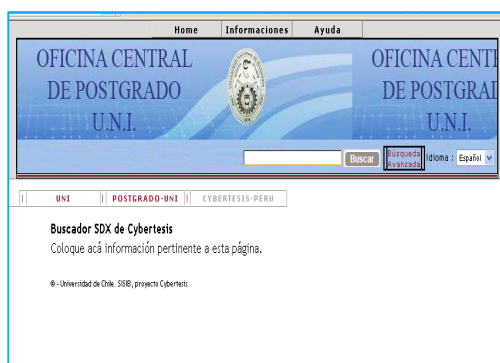 Home Informaciones Ayuda
OFICINA CENTRAL
DE POSTGRADO
U.N.I.
OFICINA CENT
DE POSTGRAD
U.N.I.
Buscar
Búsqueda
Avanzada
Idioma : Español
UNI | POSTGRADO-UNI | CYBERTESIS-PERU
Buscador SDX de Cybertesis
Coloque acá información pertinente a esta página.
© - Universidad de Chile. SISIB, proyecto Cybertesis